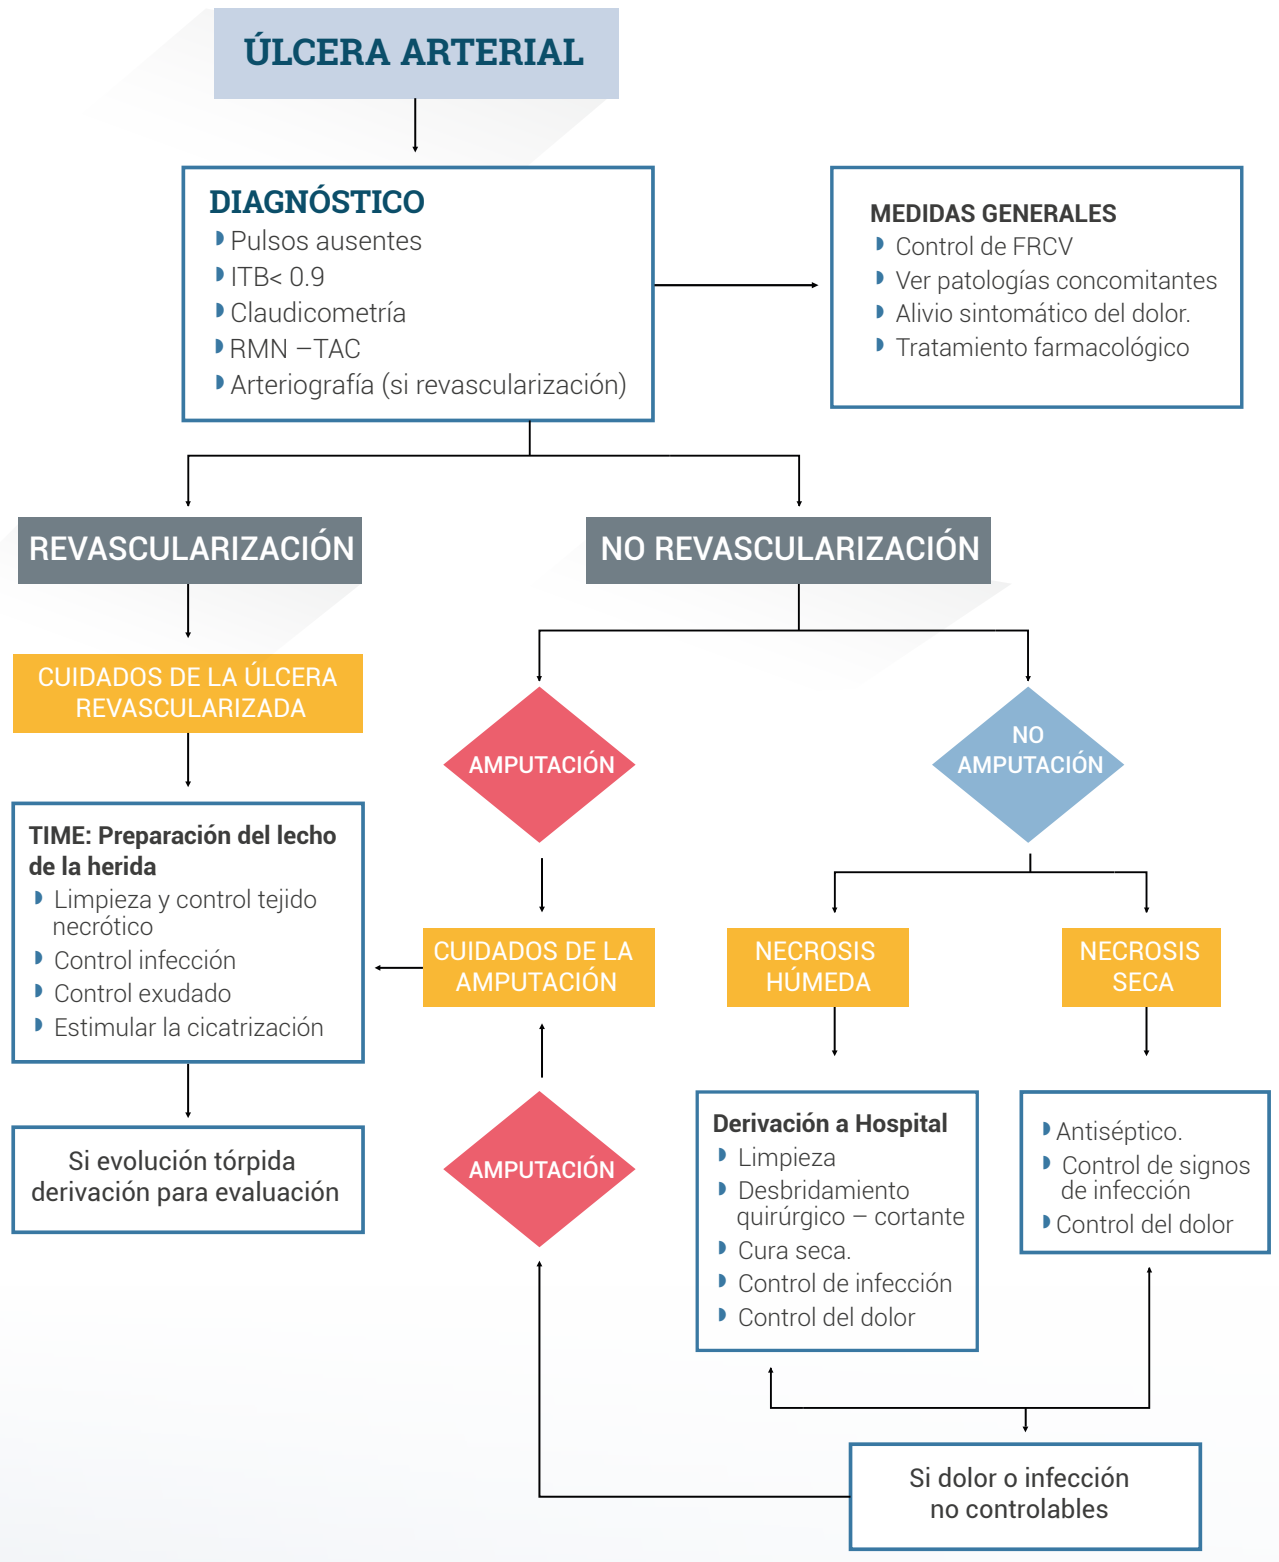 ÚLCERA ARTERIAL
DIAGNÓSTICO
Pulsos ausentes
ITB< 0.9
Claudicometría
RMN –TAC
Arteriografía (si revascularización)
MEDIDAS GENERALES
Control de FRCV
Ver patologías concomitantes
Alivio sintomático del dolor.
Tratamiento farmacológico
REVASCULARIZACIÓN
NO REVASCULARIZACIÓN
CUIDADOS DE LA ÚLCERA
REVASCULARIZADA
AMPUTACIÓN
NO
AMPUTACIÓN
TIME: Preparación del lecho
de la herida
Limpieza y control tejido
necrótico
Control infección
Control exudado
Estimular la cicatrización
CUIDADOS DE LA
AMPUTACIÓN
NECROSIS
HÚMEDA
NECROSIS
SECA
Si evolución tórpida
derivación para evaluación
AMPUTACIÓN
Derivación a Hospital
Limpieza
Desbridamiento
quirúrgico – cortante
Cura seca.
Control de infección
Control del dolor
Antiséptico.
Control de signos
de infección
Control del dolor
Si dolor o infección
no controlables